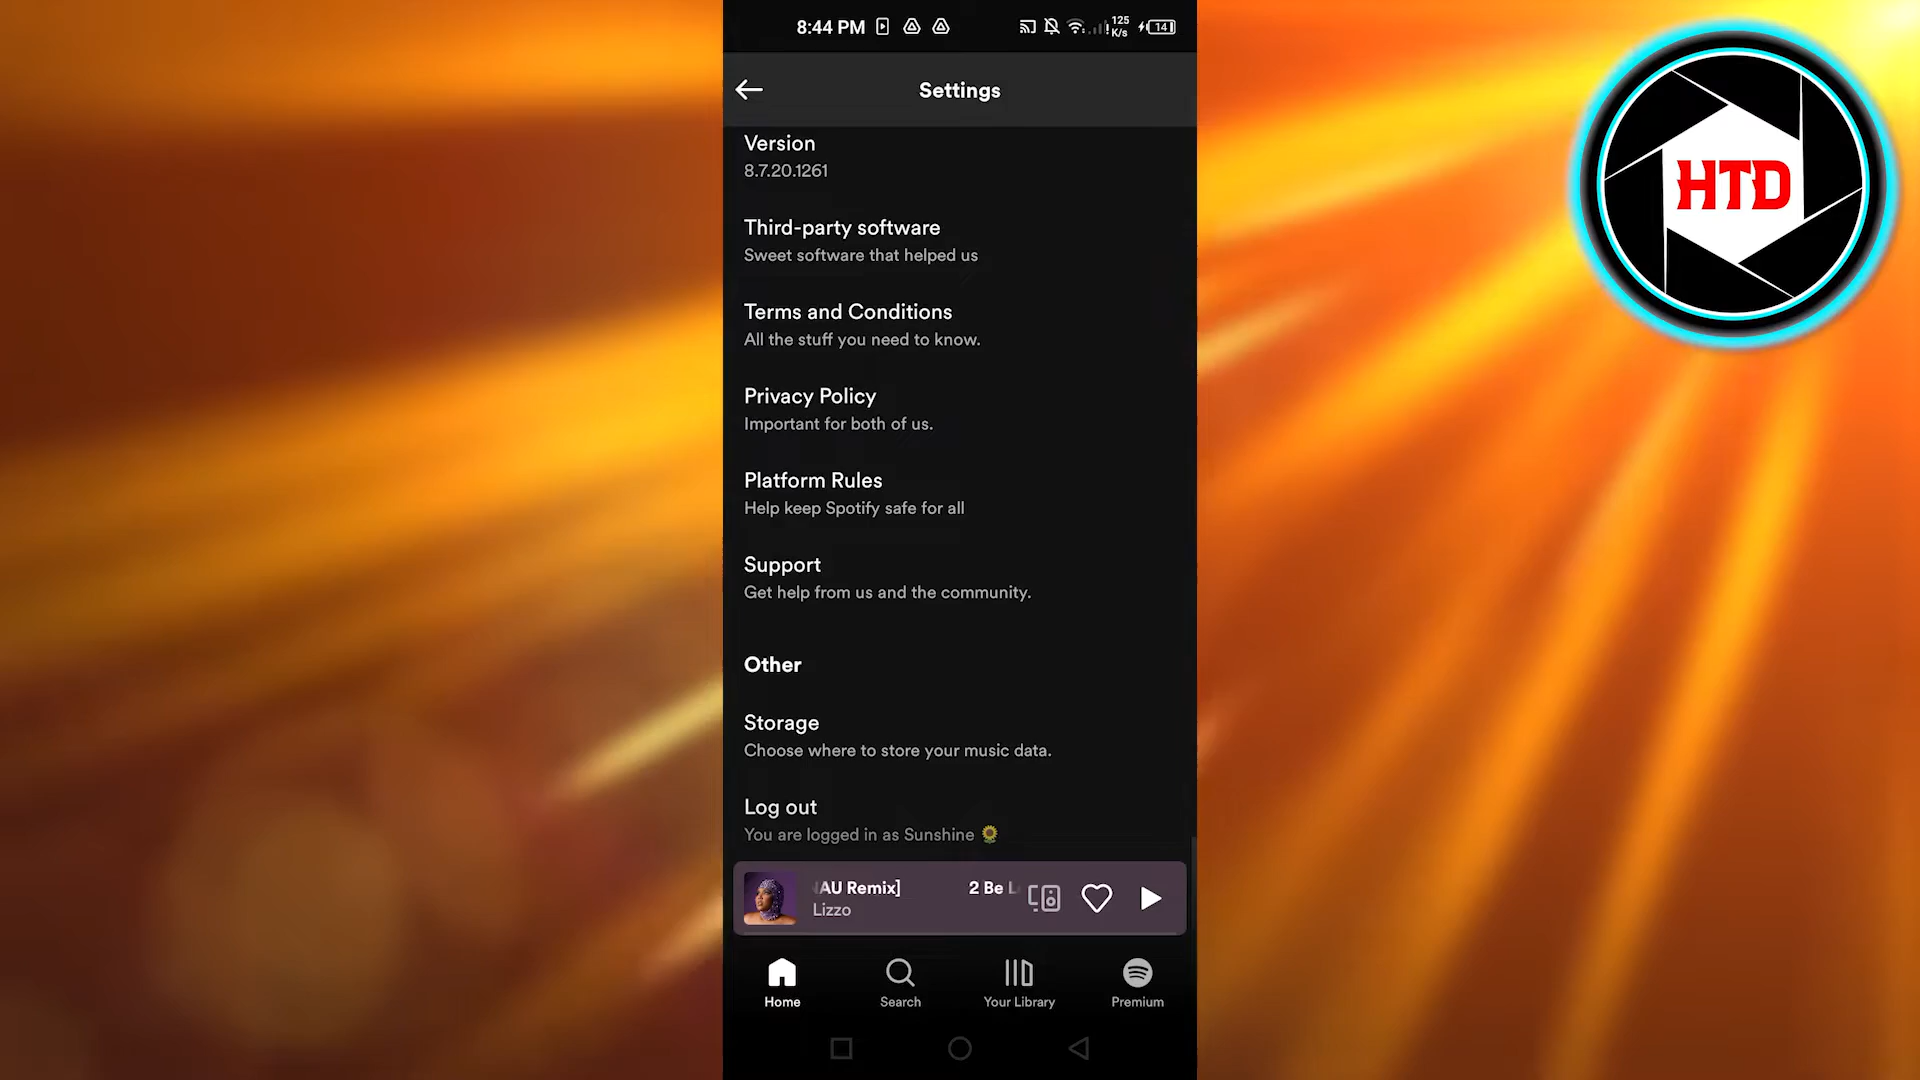 8:44 PM
125
K/s
14
Settings
Version
8.7.20.1261
Third-party software
Sweet software that helped us
Terms and Conditions
All the stuff you need to know.
Privacy Policy
Important for both of us.
Platform Rules
Help keep Spotify safe for all
Support
Get help from us and the community.
Other
Storage
Choose where to store your music data.
Log out
You are logged in as Sunshine 🌻
AU Remix] 2 Be L
Lizzo
Home
Search
Your Library
Premium
HTD